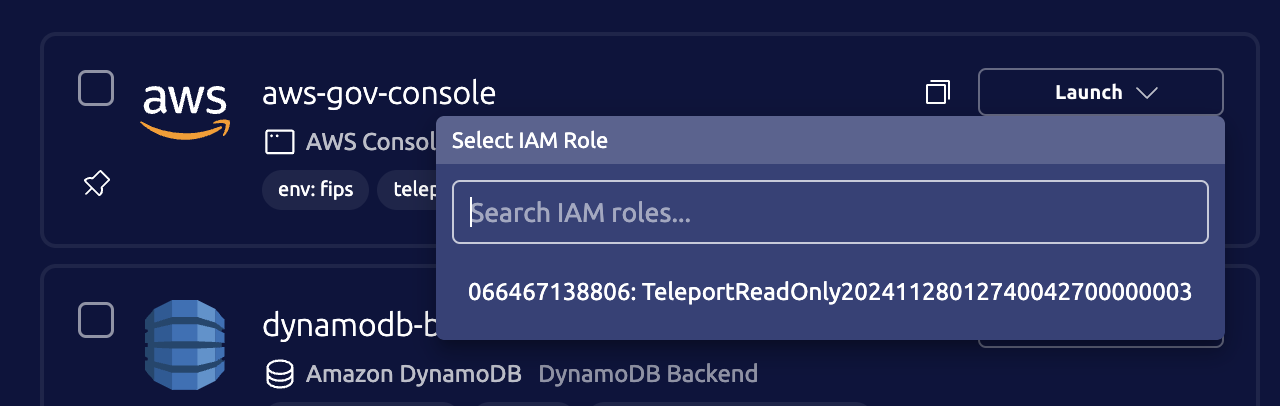 aws
aws-gov-console
Launch
AWS Consol
Select IAM Role
env: fips
telep
Search IAM roles...
066467138806: TeleportReadOnly20241128012740042700000003
dynamodb-b
Amazon DynamoDB DynamoDB Backend